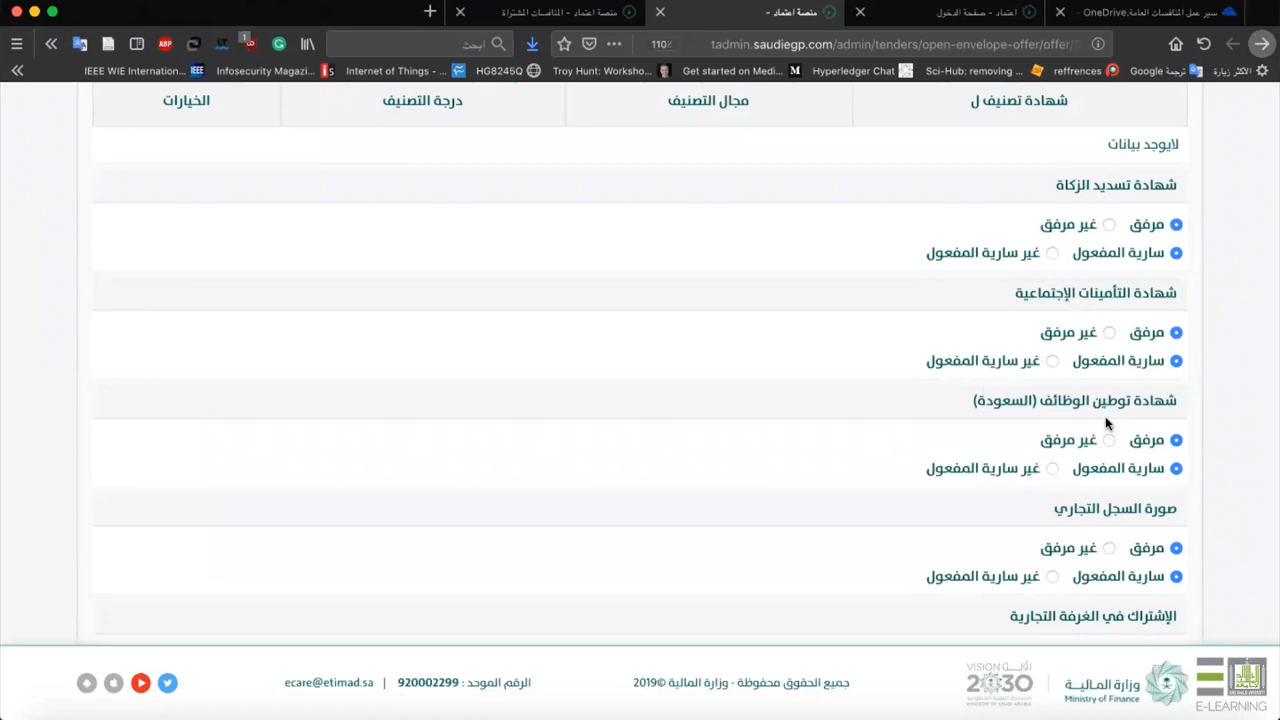 منصة اعتماد - المنافسات المشتراة
منصة اعتماد -
اعتماد - صفحة الدخول
سير عمل المنافسات العامة.OneDrive
ابحث
110٪
tadmin.saudiegp.com/admin/tenders/open-envelope-offer/offer/
IEEE WIE Internation...
Infosecurity Magazi...
Internet of Things - ...
HG8245Q
Troy Hunt: Worksho...
Get started on Medi...
Hyperledger Chat
Sci-Hub: removing ...
reffrences
ترجمة Google
الأكثر زيارة
شهادة تصنيف ل
مجال التصنيف
درجة التصنيف
الخيارات
لايوجد بيانات
شهادة تسديد الزكاة
مرفق غير مرفق
سارية المفعول غير سارية المفعول
شهادة التأمينات الإجتماعية
مرفق غير مرفق
سارية المفعول غير سارية المفعول
شهادة توطين الوظائف (السعودة)
مرفق غير مرفق
سارية المفعول غير سارية المفعول
صورة السجل التجاري
مرفق غير مرفق
سارية المفعول غير سارية المفعول
الإشتراك في الغرفة التجارية
وزارة المالية
Ministry of Finance
VISION رؤية
2030
جميع الحقوق محفوظة - وزارة المالية ©2019
الرقم الموحد : 920002299 | ecare@etimad.sa
E-LEARNING